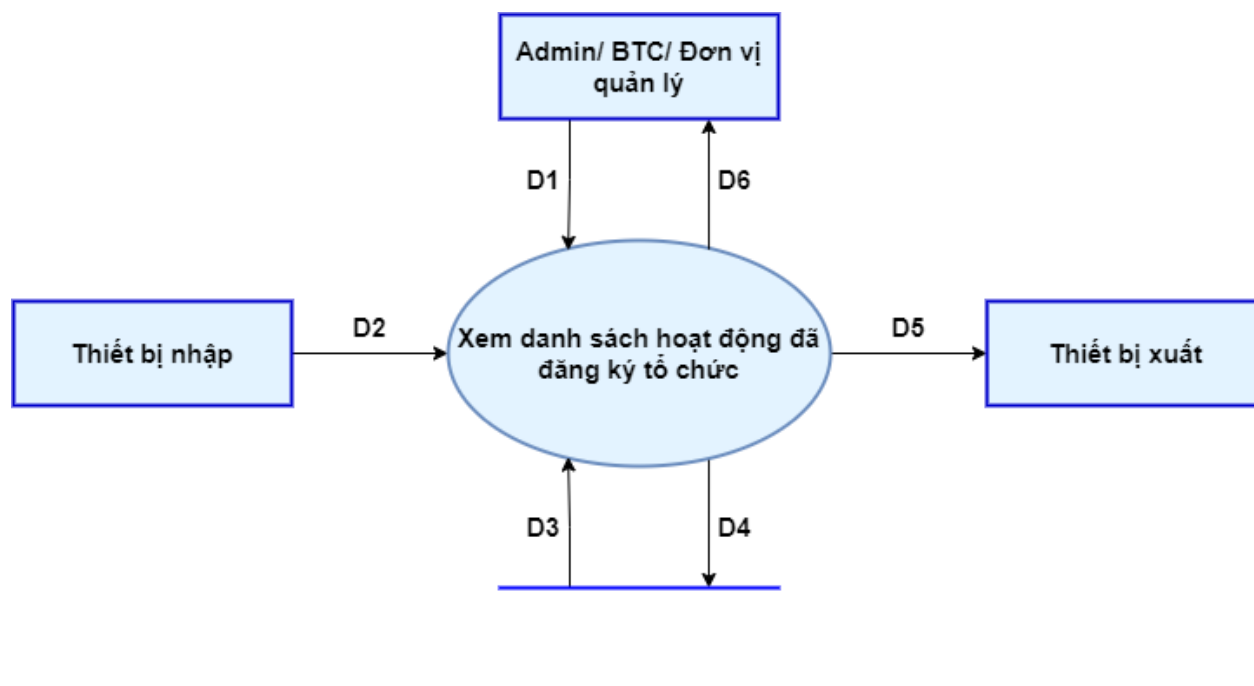 Admin/ BTC/ Đơn vị
quản lý
D1
D6
Thiết bị nhập
D2
Xem danh sách hoạt động đã
đăng ký tổ chức
D5
Thiết bị xuất
D3
D4